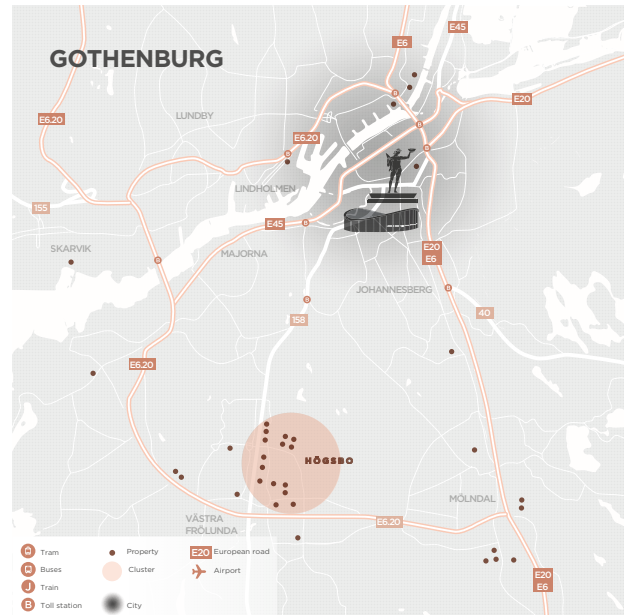 E45
E6
GOTHENBURG
E20
E6.20
LUNDBY
E6.20
B
B
B
B
LINDHOLMEN
155
E45
B
MAJORNA
SKARVIK
E20
E6
B
JOHANNESBERG
B
B
40
158
E6.20
HÖGSBO
MÖLNDAL
VÄSTRA
FRÖLUNDA
E6.20
Tram
Property
E20 European road
Buses
Cluster
Airport
J Train
B Toll station
City
E20
E6